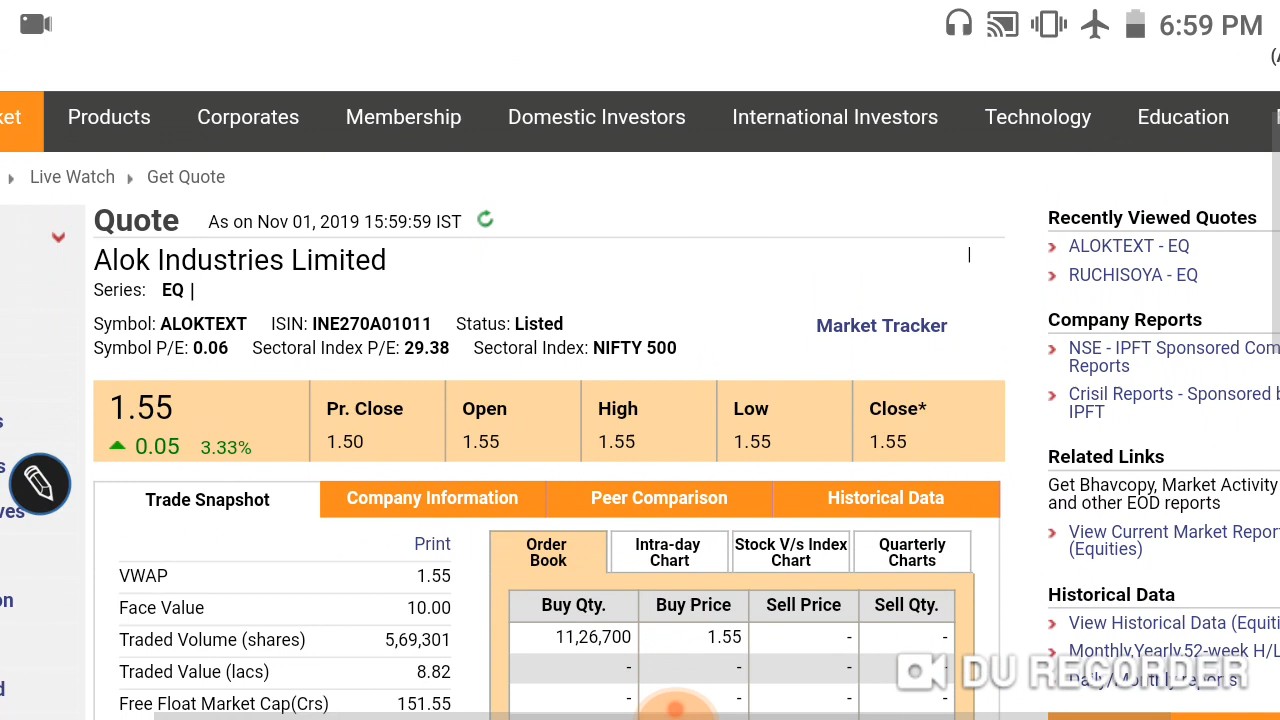 6:59 PM
(A
ket Products Corporates Membership Domestic Investors International Investors Technology Education
Live Watch Get Quote
Quote As on Nov 01, 2019 15:59:59 IST
Alok Industries Limited
Series: EQ |
|
Symbol: ALOKTEXT ISIN: INE270A01011 Status: Listed
Symbol P/E: 0.06 Sectoral Index P/E: 29.38 Sectoral Index: NIFTY 500
Market Tracker
1.55
0.05 3.33%
Pr. Close Open High Low Close*
1.50 1.55 1.55 1.55 1.55
Trade Snapshot Company Information Peer Comparison Historical Data
Print
VWAP 1.55
Face Value 10.00
Traded Volume (shares) 5,69,301
Traded Value (lacs) 8.82
Free Float Market Cap(Crs) 151.55
Order
Book
Intra-day
Chart
Stock V/s Index
Chart
Quarterly
Charts
Buy Qty. Buy Price Sell Price Sell Qty.
11,26,700 1.55 - -
- - -
- - - -
Recently Viewed Quotes
ALOKTEXT - EQ
RUCHISOYA - EQ
Company Reports
NSE - IPFT Sponsored Com
Reports
Crisil Reports - Sponsored b
IPFT
Related Links
Get Bhavcopy, Market Activity
and other EOD reports
View Current Market Report
(Equities)
Historical Data
View Historical Data (Equiti
Monthly,Yearly,52-week H/L
Daily/Monthly reports
DU RECORDER